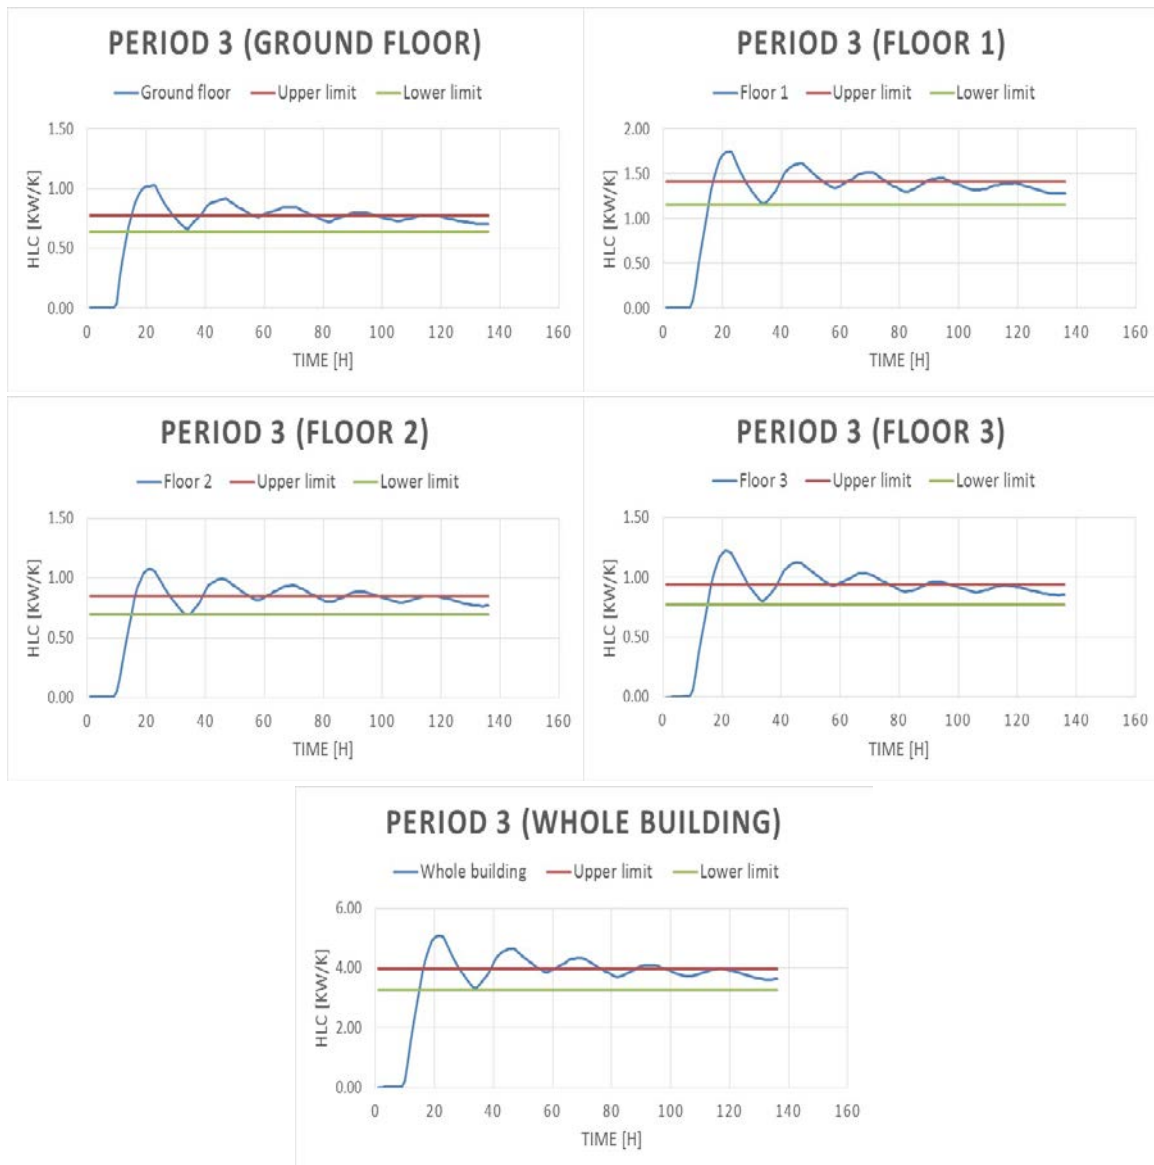 PERIOD 3 (GROUND FLOOR)
Ground floor Upper limit Lower limit
HLC [KW/K]
1.50
1.00
0.50
0.00
0 20 40 60 80 100 120 140 160
TIME [H]
PERIOD 3 (FLOOR 1)
Floor 1 Upper limit Lower limit
HLC [KW/K]
2.00
1.50
1.00
0.50
0.00
0 20 40 60 80 100 120 140 160
TIME [H]
PERIOD 3 (FLOOR 2)
Floor 2 Upper limit Lower limit
HLC [KW/K]
1.50
1.00
0.50
0.00
0 20 40 60 80 100 120 140 160
TIME [H]
PERIOD 3 (FLOOR 3)
Floor 3 Upper limit Lower limit
HLC [KW/K]
1.50
1.00
0.50
0.00
0 20 40 60 80 100 120 140 160
TIME [H]
PERIOD 3 (WHOLE BUILDING)
Whole building Upper limit Lower limit
HLC [KW/K]
6.00
4.00
2.00
0.00
0 20 40 60 80 100 120 140 160
TIME [H]